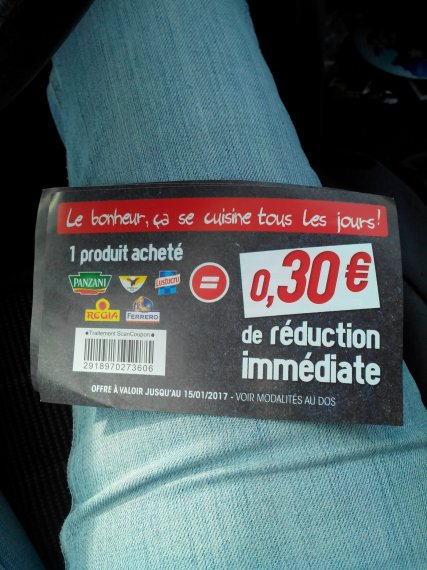 Le bonheur, ça se cuisine tous les jours!
1 produit acheté
PANZANI
Lustucru
=
0,30 €
REGIA
FERRERO
de réduction
immédiate
Traitement ScanCoupon
2918970273606
OFFRE À VALOIR JUSQU'AU 15/01/2017 - VOIR MODALITÉS AU DOS